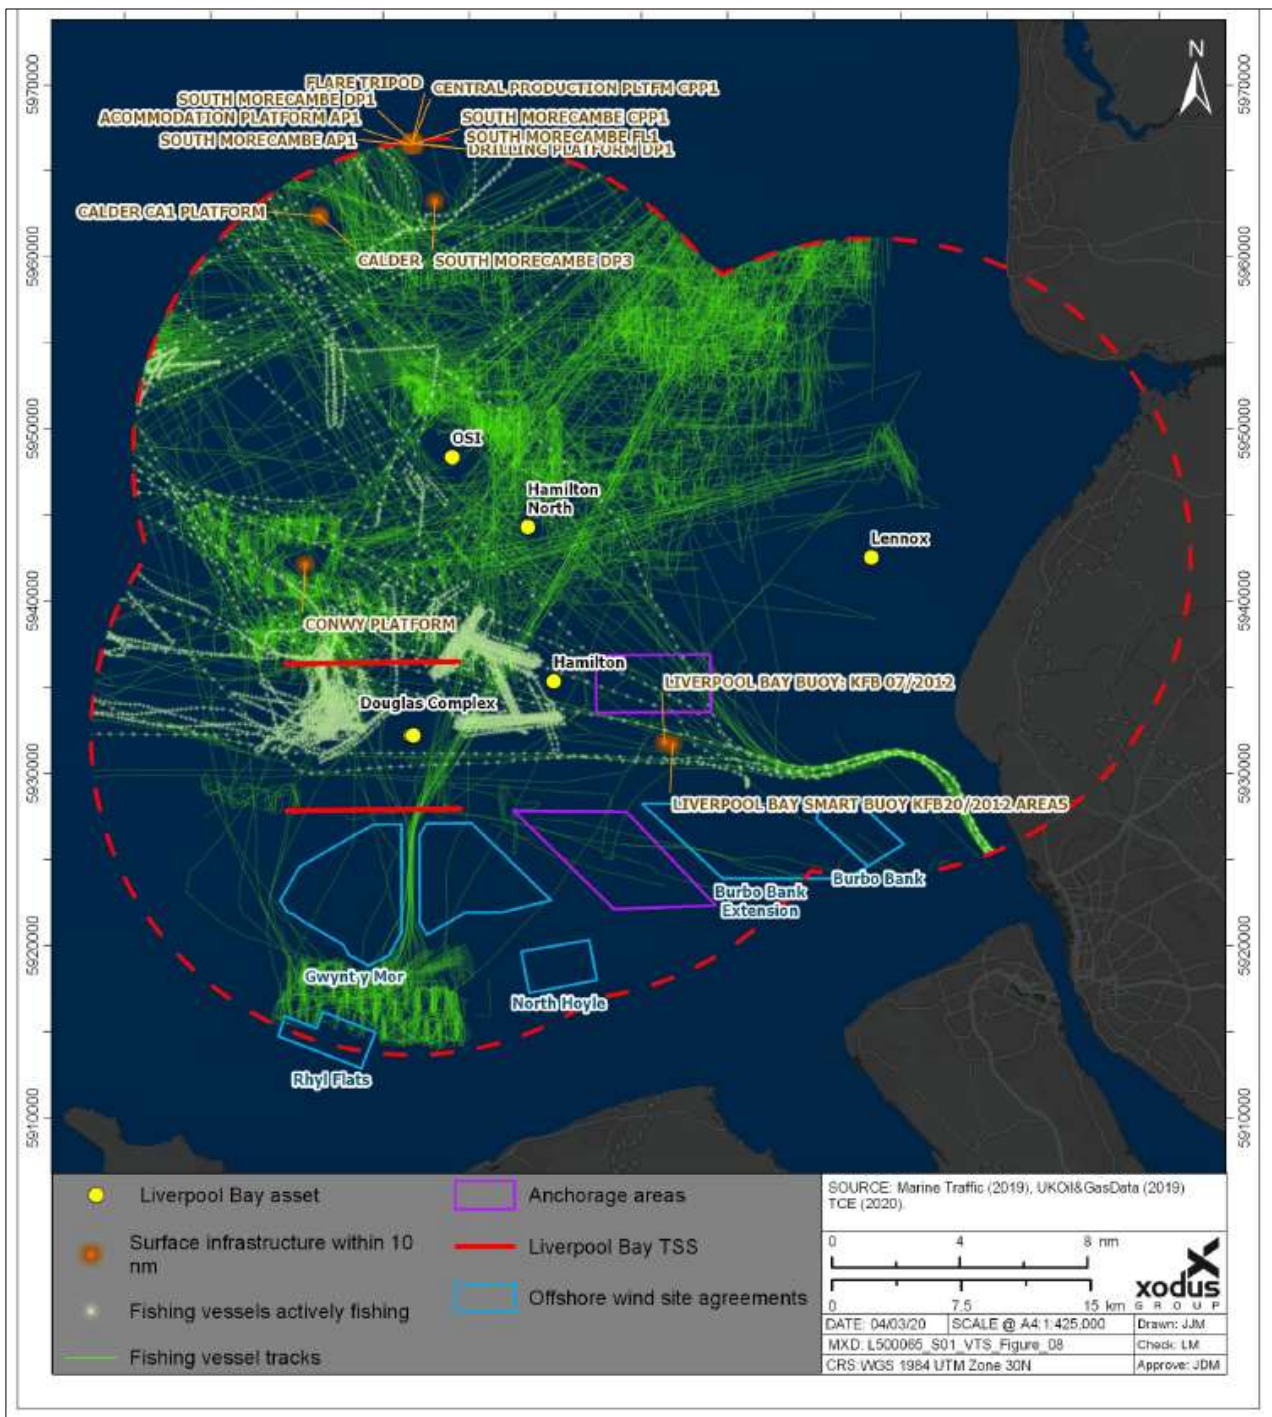 N
5970000
5970000
FLARE TRIPOD
CENTRAL PRODUCTION PLTFM CPP1
SOUTH MORECAMBE DP1
ACOMMODATION PLATFORM AP1
SOUTH MORECAMBE CPP1
SOUTH MORECAMBE AP1
SOUTH MORECAMBE FL1
DRILLING PLATFORM DP1
CALDER CA1 PLATFORM
CALDER
SOUTH MORECAMBE DP3
5960000
5960000
5950000
5950000
OSI
Hamilton
North
Lennox
5940000
5940000
CONWY PLATFORM
Hamilton
LIVERPOOL BAY BUOY: KFB 07/2012
Douglas Complex
5930000
5930000
LIVERPOOL BAY SMART BUOY KFB20/2012 AREA5
Burbo Bank
Burbo Bank
Extension
5920000
5920000
Gwynt y Mor
North Hoyle
Rhyl Flats
5910000
5910000
Liverpool Bay asset
Surface infrastructure within 10
nm
Fishing vessels actively fishing
Fishing vessel tracks
Anchorage areas
Liverpool Bay TSS
Offshore wind site agreements
SOURCE: Marine Traffic (2019), UKOil&GasData (2019)
TCE (2020).
0 4 8 nm
0 7.5 15 km
xodus
GROUP
DATE: 04/03/20
SCALE @ A4:1:425,000
Drawn: JJM
MXD: L500065_S01_VTS_Figure_08
Check: LM
CRS:WGS 1984 UTM Zone 30N
Approve: JDM